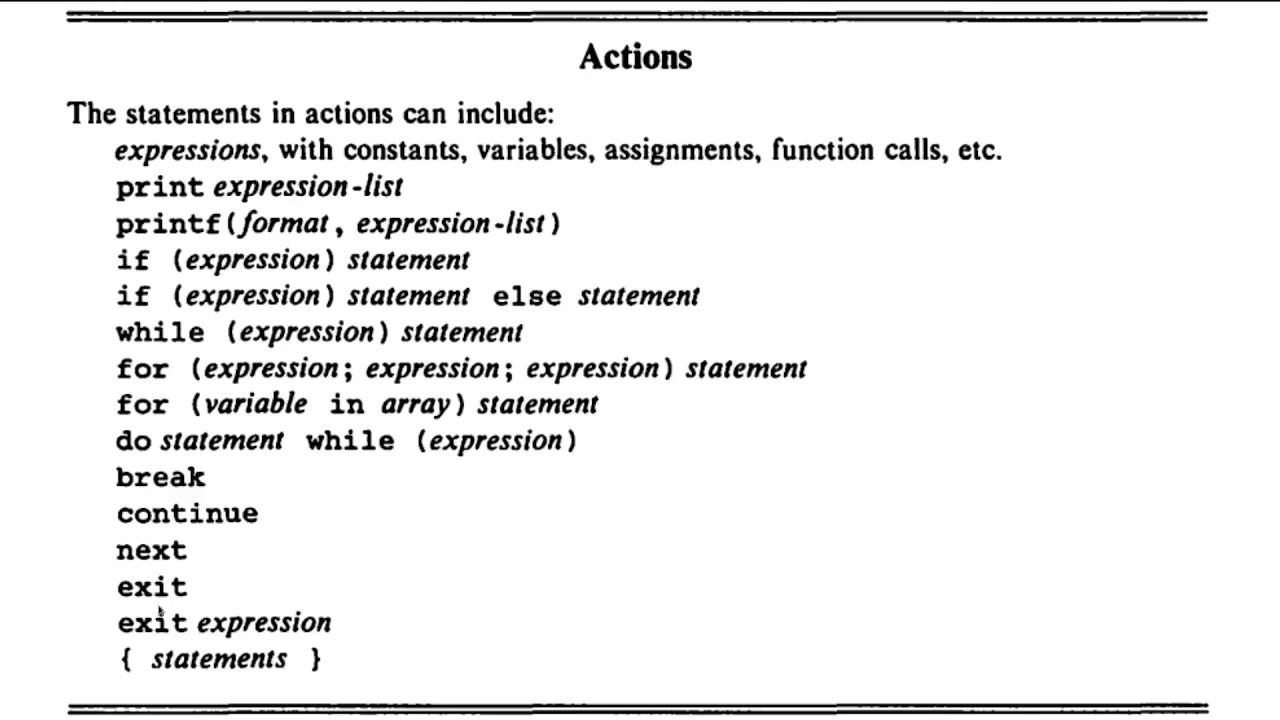 Actions
The statements in actions can include:
expressions, with constants, variables, assignments, function calls, etc.
print expression-list
printf(format, expression-list)
if (expression) statement
if (expression) statement else statement
while (expression) statement
for (expression; expression; expression) statement
for (variable in array) statement
do statement while (expression)
break
continue
next
exit
exit expression
{ statements }